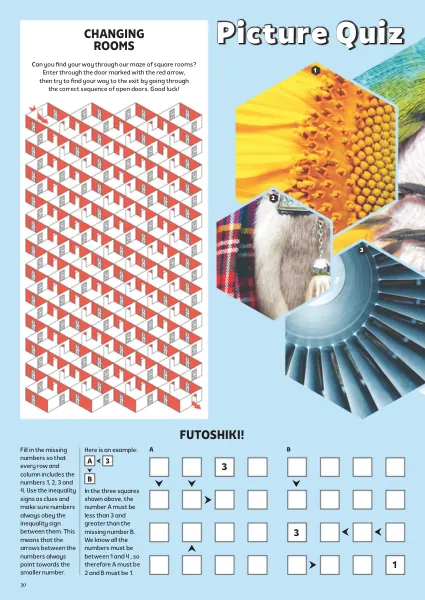 CHANGING
ROOMS
Can you find your way through our maze of square rooms?
Enter through the door marked with the red arrow,
then try to find your way to the exit by going through
the correct sequence of open doors. Good luck!
Picture Quiz
1
2
3
FUTOSHIKI!
Fill in the missing
numbers so that
every row and
column includes the
numbers 1, 2, 3 and
4. Use the inequality
signs as clues and
make sure numbers
always obey the
inequality sign
between them. This
means that the
arrows between the
numbers always
point towards the
smaller number.
Here is an example:
A < 3
B
In the three squares
shown above, the
number A must be
less than 3 and
greater than the
missing number B.
We know all the
numbers must be
between 1 and 4, so
therefore A must be
2 and B must be 1.
A
3
>
B
3 < <
> 1
30